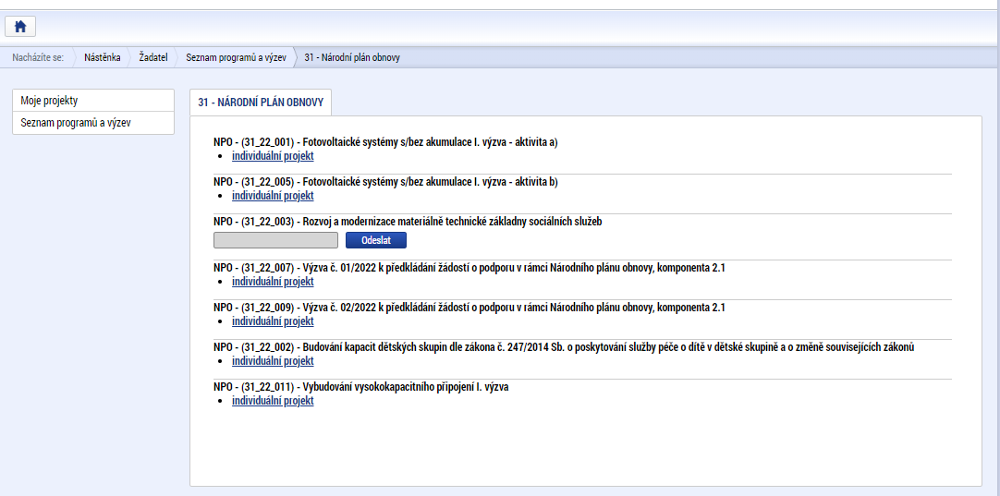 Nacházíte se: Nástěnka Žadatel Seznam programů a výzev 31 - Národní plán obnovy
Moje projekty
Seznam programů a výzev
31 - NÁRODNÍ PLÁN OBNOVY
NPO - (31_22_001) - Fotovoltaické systémy s/bez akumulace I. výzva - aktivita a)
individuální projekt
NPO - (31_22_005) - Fotovoltaické systémy s/bez akumulace I. výzva - aktivita b)
individuální projekt
NPO - (31_22_003) - Rozvoj a modernizace materiálně technické základny sociálních služeb
Odeslat
NPO - (31_22_007) - Výzva č. 01/2022 k předkládání žádostí o podporu v rámci Národního plánu obnovy, komponenta 2.1
individuální projekt
NPO - (31_22_009) - Výzva č. 02/2022 k předkládání žádostí o podporu v rámci Národního plánu obnovy, komponenta 2.1
individuální projekt
NPO - (31_22_002) - Budování kapacit dětských skupin dle zákona č. 247/2014 Sb. o poskytování služby péče o dítě v dětské skupině a o změně souvisejících zákonů
individuální projekt
NPO - (31_22_011) - Vybudování vysokokapacitního připojení I. výzva
individuální projekt